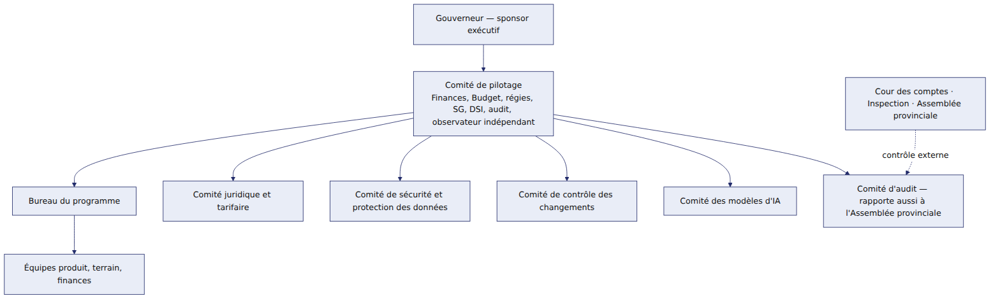 Gouverneur — sponsor
exécutif
Comité de pilotage
Finances, Budget, régies,
SG, DSI, audit,
observateur indépendant
Cour des comptes ·
Inspection · Assemblée
provinciale
contrôle externe
Bureau du programme
Comité juridique et
tarifaire
Comité de sécurité et
protection des données
Comité de contrôle des
changements
Comité des modèles d'IA
Comité d'audit —
rapporte aussi à
l'Assemblée provinciale
Équipes produit, terrain,
finances